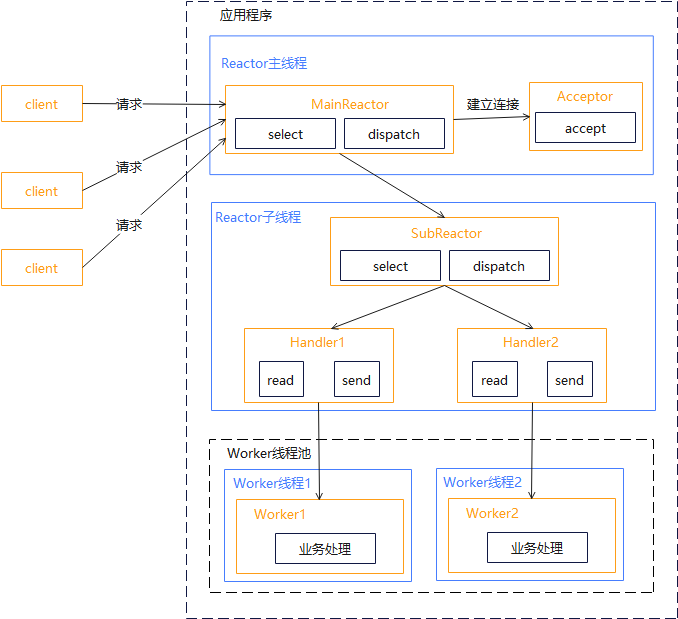 应用程序
Reactor主线程
client
请求
MainReactor
select
dispatch
建立连接
Acceptor
accept
client
请求
client
请求
Reactor子线程
SubReactor
select
dispatch
Handler1
read
send
Handler2
read
send
Worker线程池
Worker线程1
Worker1
业务处理
Worker线程2
Worker2
业务处理